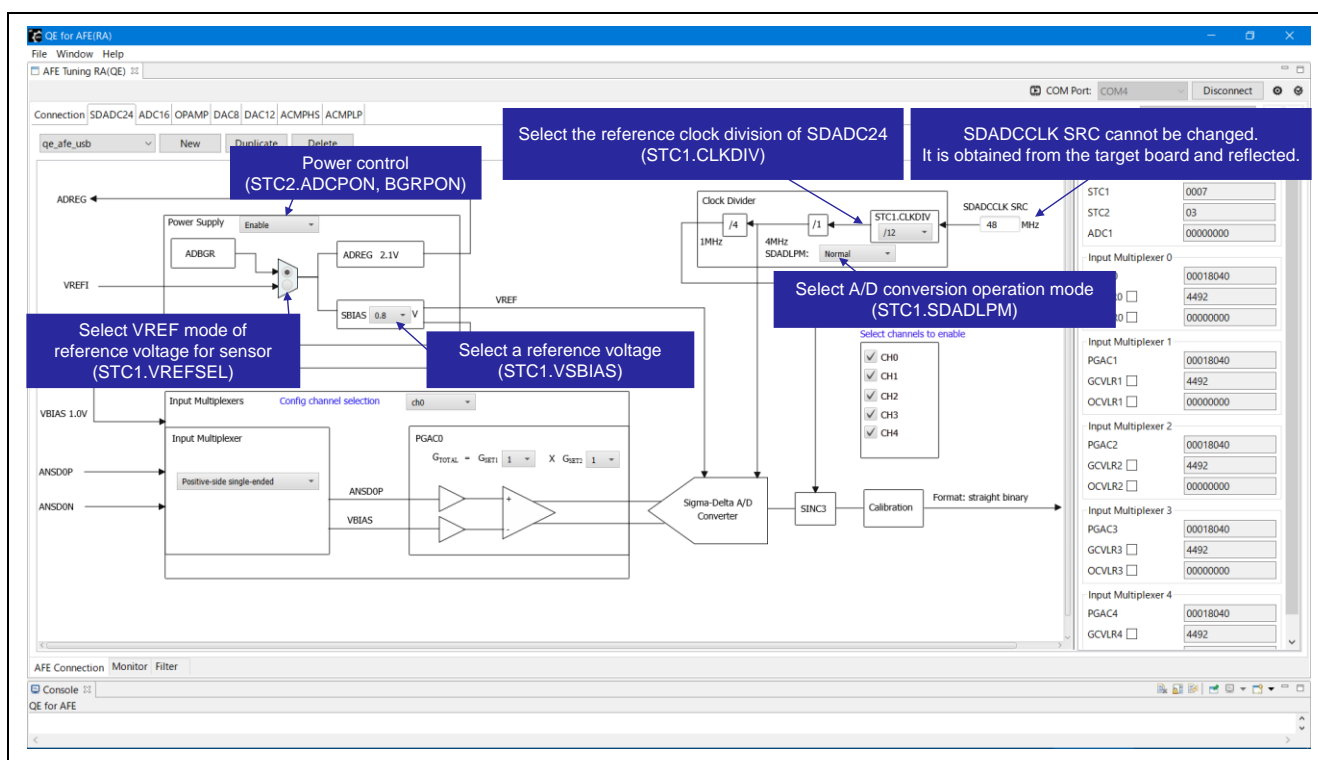 QE for AFE(RA)
File Window Help
AFE Tuning RA(QE)
COM Port: COM4 Disconnect
Connection SDADC24 ADC16 OPAMP DAC8 DAC12 ACMPHS ACMPLP
qe_afe_usb New Duplicate Delete
Power control
(STC2.ADCPON, BGRPON)
Select the reference clock division of SDADC24
(STC1.CLKDIV)
SDADCCLK SRC cannot be changed.
It is obtained from the target board and reflected.
ADREG
Power Supply Enable
ADBGR
ADREG 2.1V
VREFI
SBIAS 0.8 V
VREF
Clock Divider
/4
/1
STC1.CLKDIV
/12
SDADCCLK SRC
48 MHz
1MHz
4MHz
SDADLPM: Normal
Select VREF mode of
reference voltage for sensor
(STC1.VREFSEL)
Select a reference voltage
(STC1.VSBIAS)
Select A/D conversion operation mode
(STC1.SDADLPM)
Select channels to enable
CH0
CH1
CH2
CH3
CH4
VBIAS 1.0V
Input Multiplexers Config channel selection ch0
Input Multiplexer
Positive-side single-ended
ANSD0P
ANSD0N
ANSD0P
VBIAS
PGAC0
GTOTAL = GSET1 1 X GSET2 1
+
-
Sigma-Delta A/D
Converter
SINC3
Calibration
Format: straight binary
STC1 0007
STC2 03
ADC1 00000000
Input Multiplexer 0
00018040
4492
00000000
Input Multiplexer 1
PGAC1 00018040
GCVLR1 4492
OCVLR1 00000000
Input Multiplexer 2
PGAC2 00018040
GCVLR2 4492
OCVLR2 00000000
Input Multiplexer 3
PGAC3 00018040
GCVLR3 4492
OCVLR3 00000000
Input Multiplexer 4
PGAC4 00018040
GCVLR4 4492
AFE Connection Monitor Filter
Console
QE for AFE